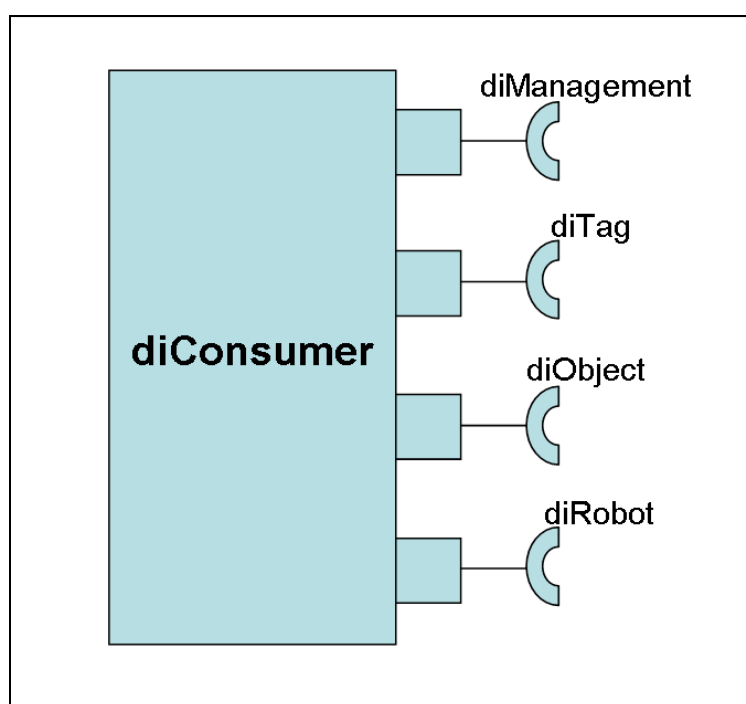 diManagement
diTag
diConsumer
diObject
diRobot